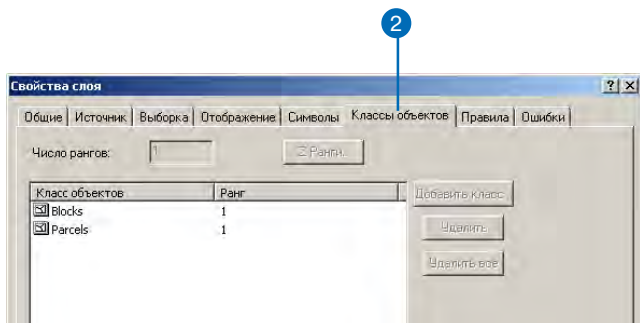 2
Свойства слоя
Общие Источник Выборка Отображение Символы Классы объектов Правила Ошибки
Число рангов: 1 Ранги...
Класс объектов Ранг Добавить класс...
Blocks 1
Parcels 1
Удалить
Удалить все